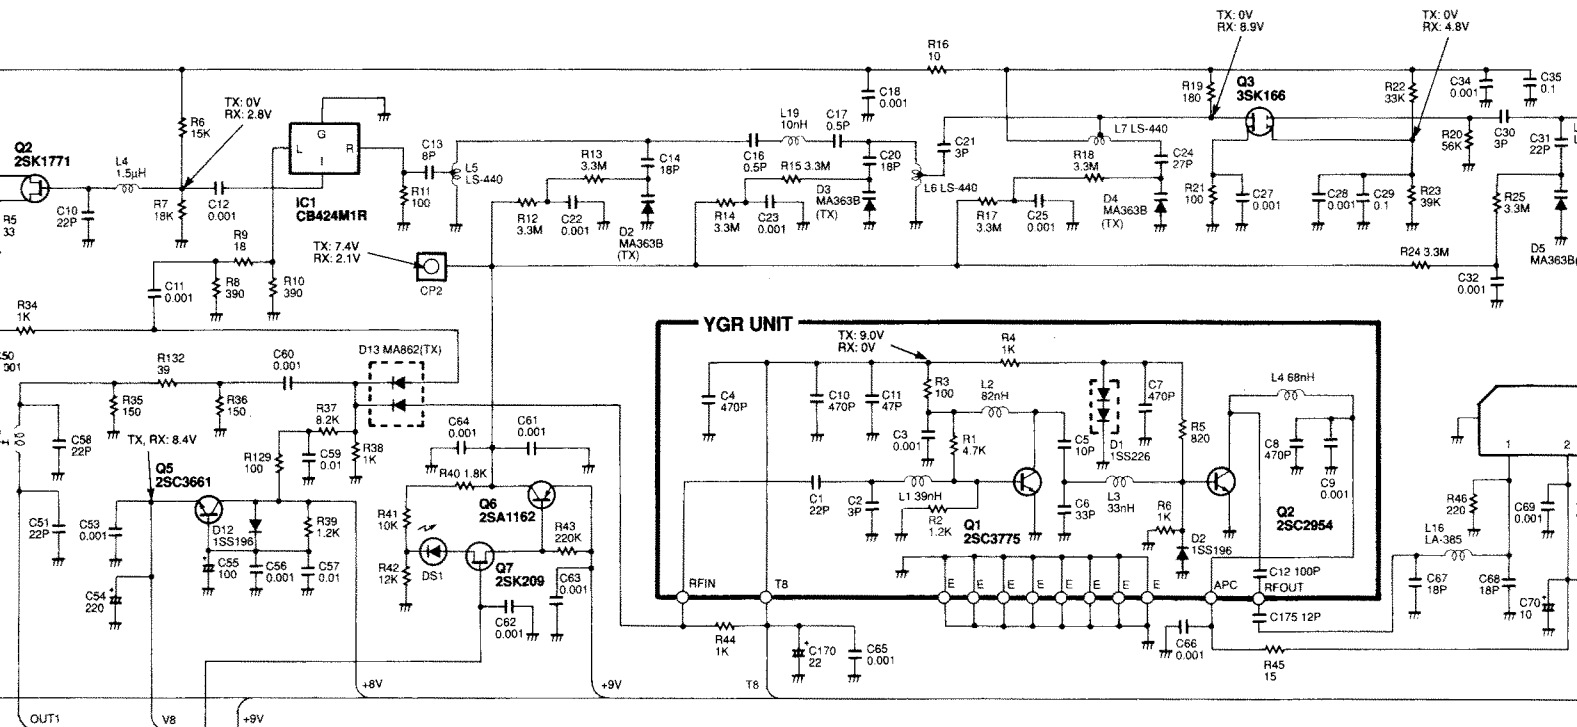 TX: 0V
RX: 8.9V
TX: 0V
RX: 4.8V
R16
10
C18
0.001
R19
180
Q3
3SK166
R22
33K
C34
0.001
C35
0.1
R6
15K
TX: 0V
RX: 2.8V
Q2
2SK1771
L4
1.5µH
G
L
R
I
IC1
CB424M1R
C13
8P
L5
LS-440
R11
100
R13
3.3M
C14
18P
C16
0.5P
L19
10nH
C17
0.5P
R15 3.3M
C20
18P
C21
3P
L7 LS-440
R18
3.3M
C24
27P
R20
56K
C30
3P
C31
22P
R5
33
C10
22P
R7
18K
C12
0.001
R12
3.3M
C22
0.001
D2
MA363B
(TX)
R14
3.3M
C23
0.001
D3
MA363B
(TX)
L6 LS-440
R17
3.3M
C25
0.001
D4
MA363B
(TX)
R21
100
C27
0.001
C28
0.001
C29
0.1
R23
39K
R25
3.3M
D5
MA363B(
R9
18
TX: 7.4V
RX: 2.1V
CP2
C11
0.001
R8
390
R10
390
R24 3.3M
C32
0.001
R34
1K
YGR UNIT
TX: 9.0V
RX: 0V
R4
1K
D13 MA862(TX)
R132
39
C60
0.001
R35
150
R36
150
R37
8.2K
R38
1K
C58
22P
TX, RX: 8.4V
R129
100
C59
0.01
C64
0.001
C61
0.001
C4
470P
C10
470P
C11
47P
R3
100
L2
82nH
C3
0.001
R1
4.7K
C5
10P
D1
1SS226
C7
470P
R5
820
L4 68nH
C8
470P
C9
0.001
1
2
Q5
2SC3661
R40 1.8K
Q6
2SA1162
C1
22P
C2
3P
L1 39nH
R2
1.2K
Q1
2SC3775
C6
33P
L3
33nH
R6
1K
D2
1SS196
Q2
2SC2954
R46
220
C69
0.001
L16
LA-385
C51
22P
C53
0.001
D12
1SS196
R39
1.2K
R41
10K
R43
220K
C55
100
C56
0.001
C57
0.01
R42
12K
DS1
Q7
2SK209
C63
0.001
C54
220
C62
0.001
RFIN
T8
E
E
E
E
E
E
E
E
APC
C12 100P
RFOUT
C175 12P
C67
18P
C68
18P
C70
10
R44
1K
C170
22
C65
0.001
C66
0.001
R45
15
+8V
+9V
T8
OUT1
V8
+9V